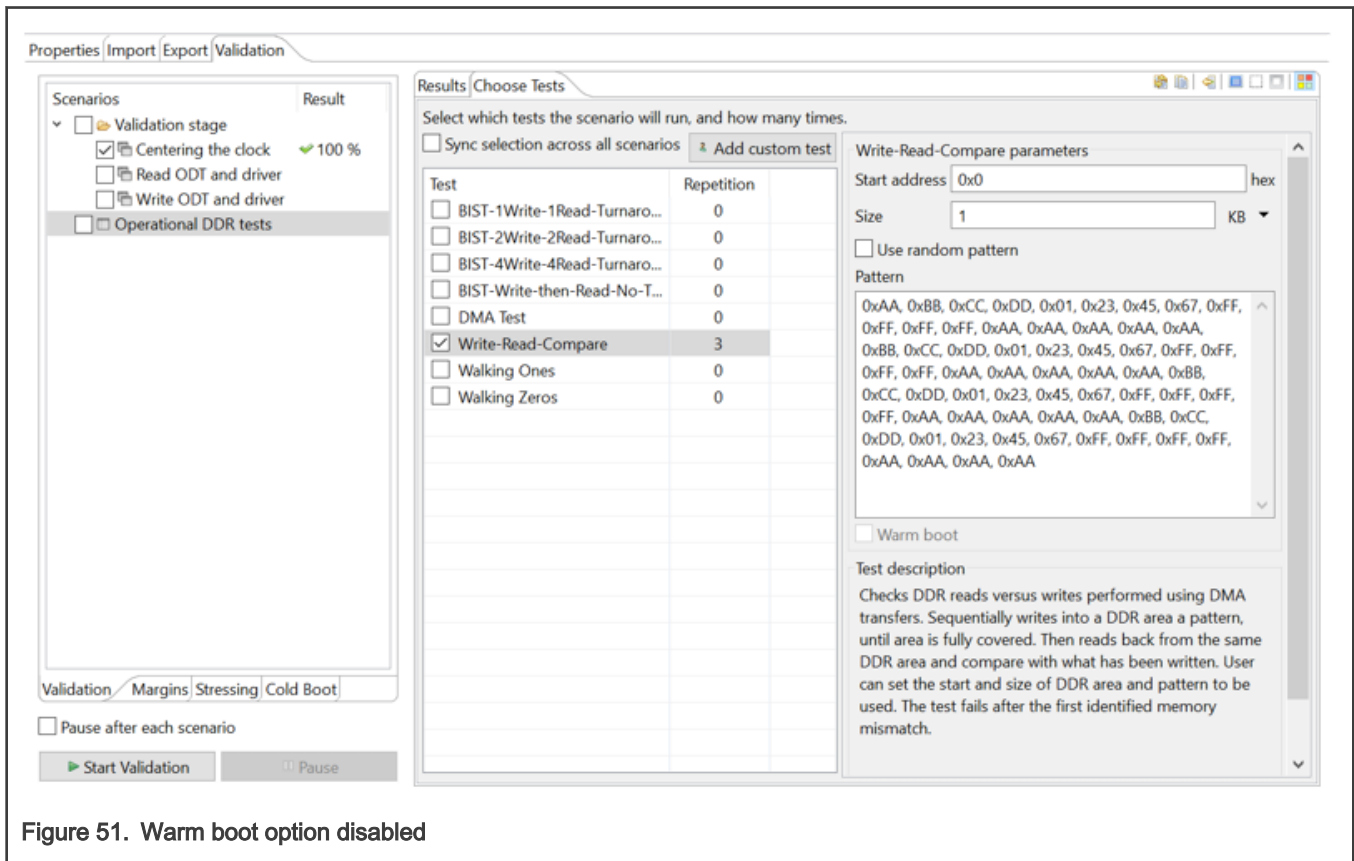 Properties Import Export Validation
Scenarios Result
Validation stage
Centering the clock 100 %
Read ODT and driver
Write ODT and driver
Operational DDR tests
Validation Margins Stressing Cold Boot
Pause after each scenario
Start Validation Pause
Results Choose Tests
Select which tests the scenario will run, and how many times.
Sync selection across all scenarios Add custom test
Test Repetition
BIST-1Write-1Read-Turnaro... 0
BIST-2Write-2Read-Turnaro... 0
BIST-4Write-4Read-Turnaro... 0
BIST-Write-then-Read-No-T... 0
DMA Test 0
Write-Read-Compare 3
Walking Ones 0
Walking Zeros 0
Write-Read-Compare parameters
Start address 0x0 hex
Size 1 KB
Use random pattern
Pattern
0xAA, 0xBB, 0xCC, 0xDD, 0x01, 0x23, 0x45, 0x67, 0xFF,
0xFF, 0xFF, 0xFF, 0xAA, 0xAA, 0xAA, 0xAA, 0xAA,
0xBB, 0xCC, 0xDD, 0x01, 0x23, 0x45, 0x67, 0xFF, 0xFF,
0xFF, 0xFF, 0xAA, 0xAA, 0xAA, 0xAA, 0xAA, 0xBB,
0xCC, 0xDD, 0x01, 0x23, 0x45, 0x67, 0xFF, 0xFF, 0xFF,
0xFF, 0xAA, 0xAA, 0xAA, 0xAA, 0xAA, 0xBB, 0xCC,
0xDD, 0x01, 0x23, 0x45, 0x67, 0xFF, 0xFF, 0xFF, 0xFF,
0xAA, 0xAA, 0xAA, 0xAA
Warm boot
Test description
Checks DDR reads versus writes performed using DMA
transfers. Sequentially writes into a DDR area a pattern,
until area is fully covered. Then reads back from the same
DDR area and compare with what has been written. User
can set the start and size of DDR area and pattern to be
used. The test fails after the first identified memory
mismatch.
Figure 51. Warm boot option disabled